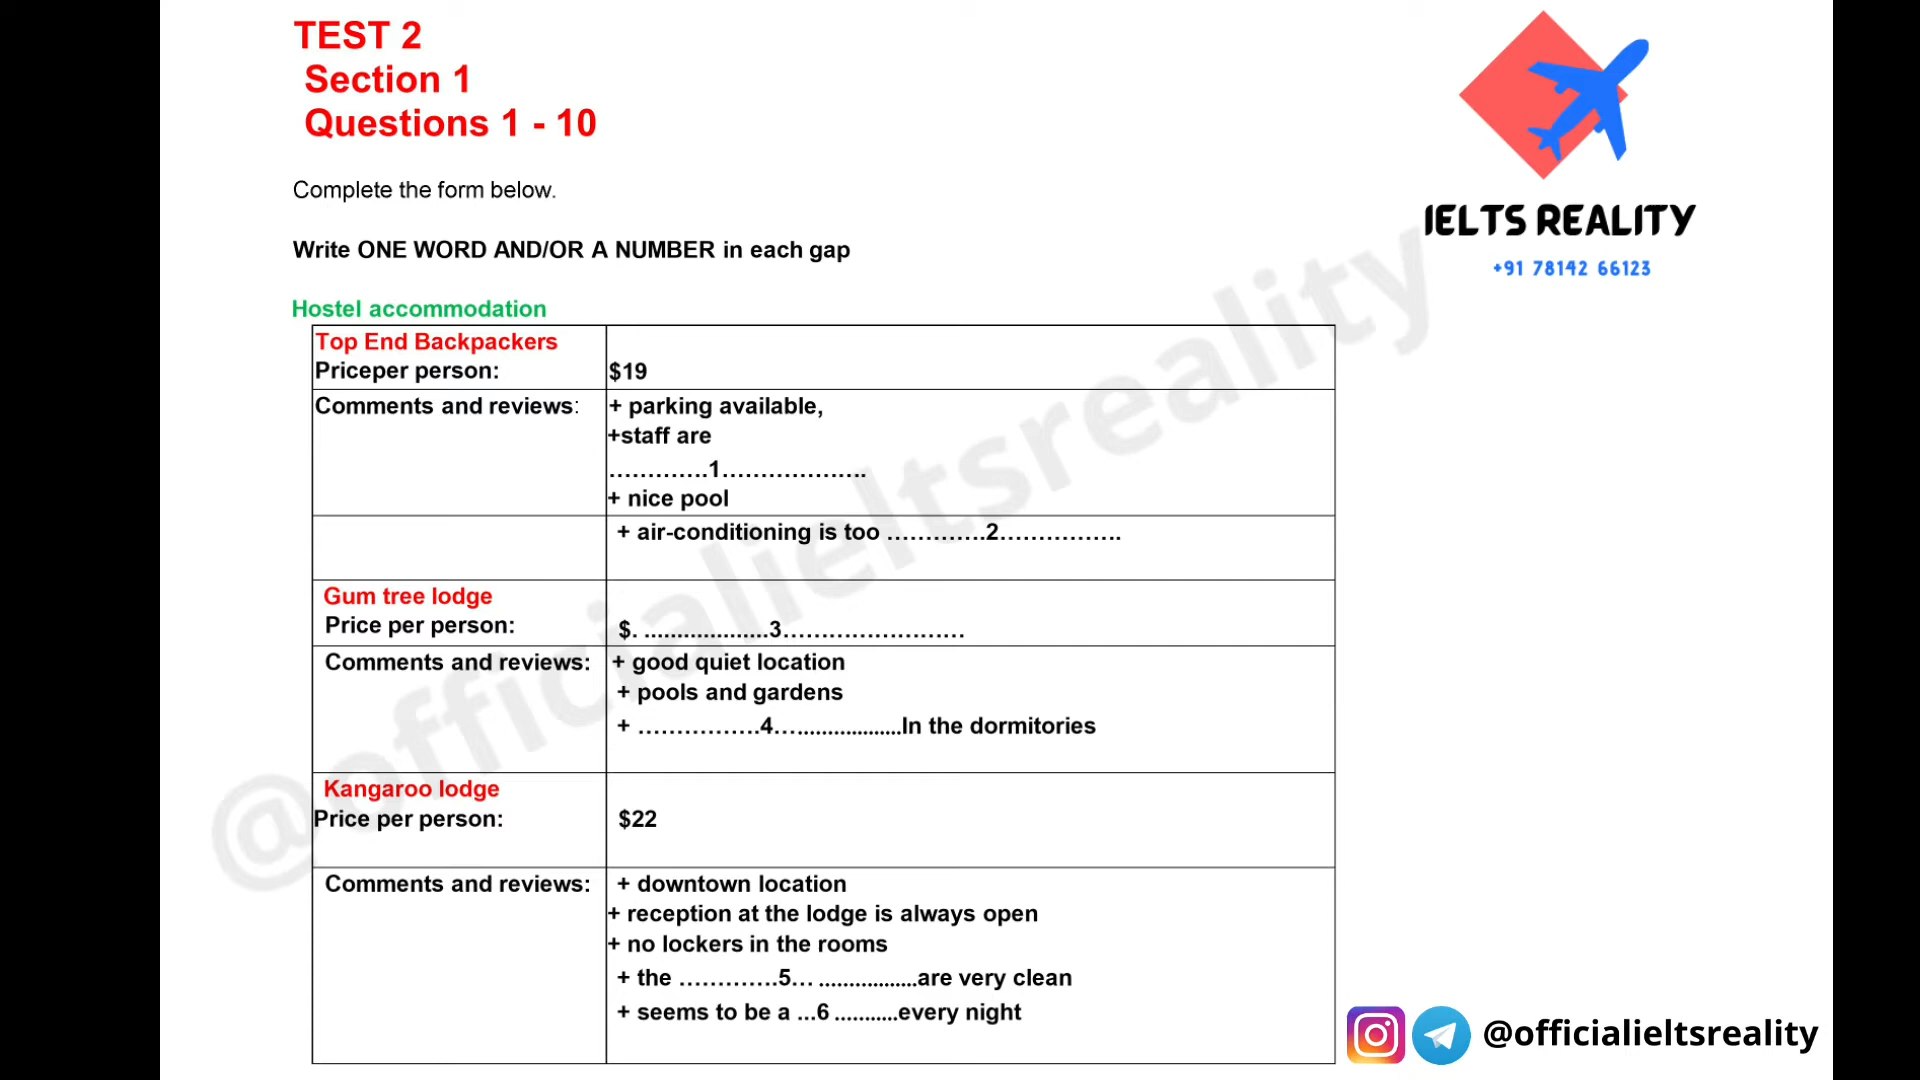 TEST 2
Section 1
Questions 1 - 10
IELTS REALITY
+91 78142 66123
Complete the form below.
Write ONE WORD AND/OR A NUMBER in each gap
Hostel accommodation
Top End Backpackers
Priceper person: $19
Comments and reviews: + parking available,
+staff are
.............1...................
+ nice pool
+ air-conditioning is too .............2................
Gum tree lodge
Price per person: $. ...................3........................
Comments and reviews: + good quiet location
+ pools and gardens
+ ................4.....................In the dormitories
Kangaroo lodge
Price per person: $22
Comments and reviews: + downtown location
+ reception at the lodge is always open
+ no lockers in the rooms
+ the .............5... .................are very clean
+ seems to be a ...6 ...........every night
@officialieltsreality
@officialieltsreality